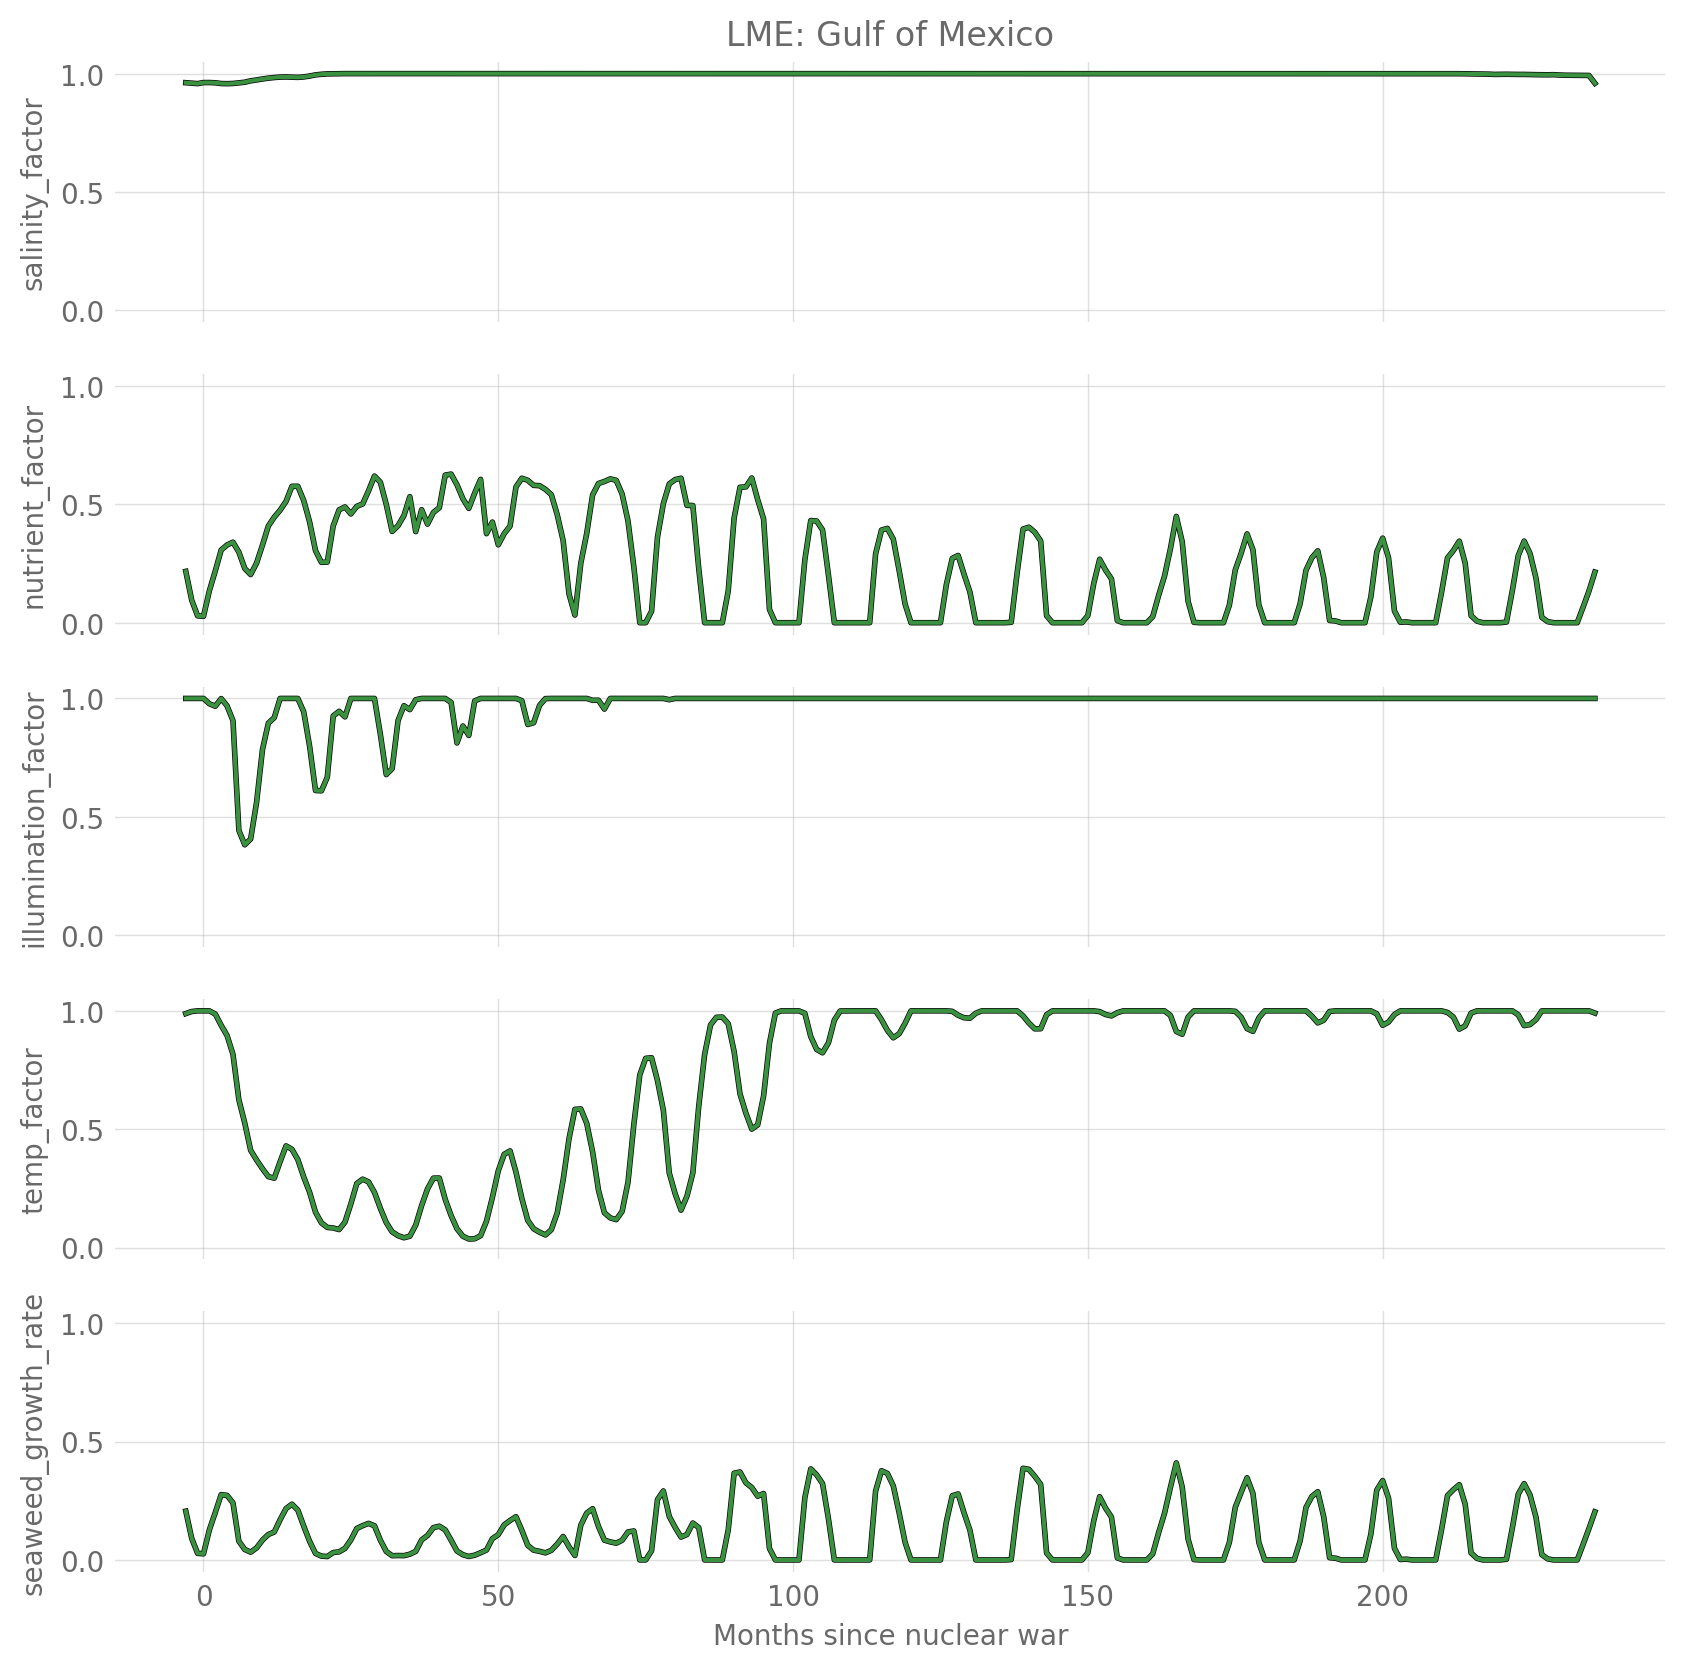 LME: Gulf of Mexico
1.0
0.5
0.0
salinity_factor
1.0
0.5
0.0
nutrient_factor
1.0
0.5
0.0
illumination_factor
1.0
0.5
0.0
temp_factor
1.0
0.5
0.0
seaweed_growth_rate
0 50 100 150 200
Months since nuclear war